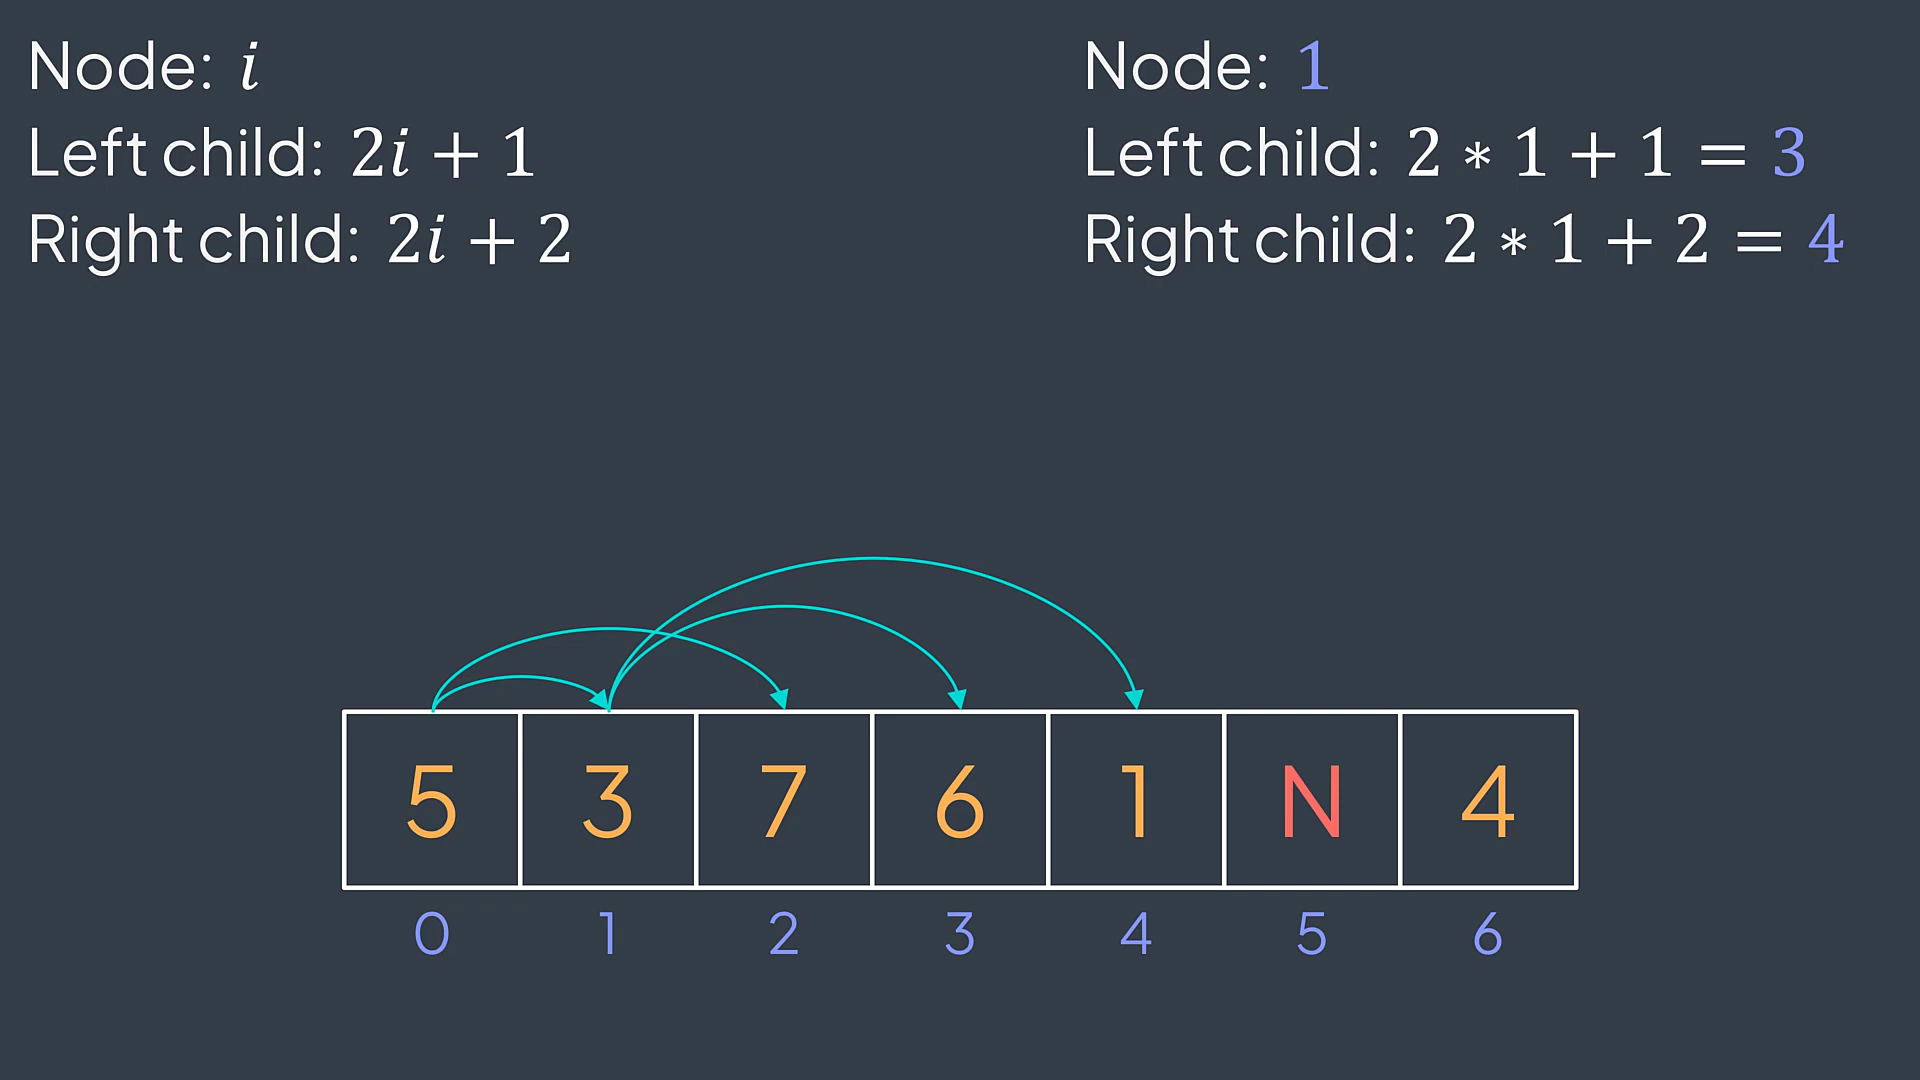 Node: i
Left child: 2i + 1
Right child: 2i + 2
Node: 1
Left child: 2 * 1 + 1 = 3
Right child: 2 * 1 + 2 = 4
5 3 7 6 1 N 4
0 1 2 3 4 5 6